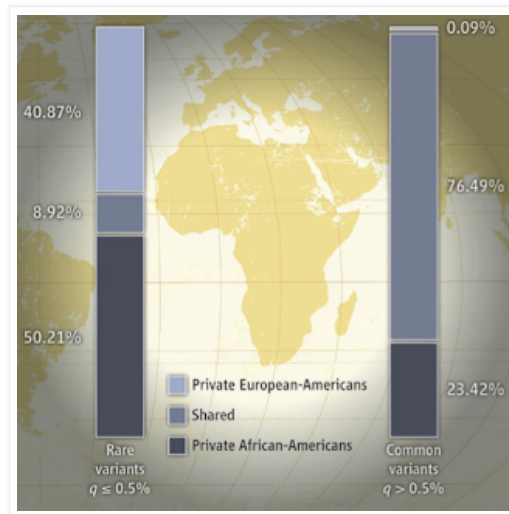 0.09%
40.87%
76.49%
8.92%
50.21%
Private European-Americans
23.42%
Shared
Private African-Americans
Rare
variants
q ≤ 0.5%
Common
variants
q > 0.5%